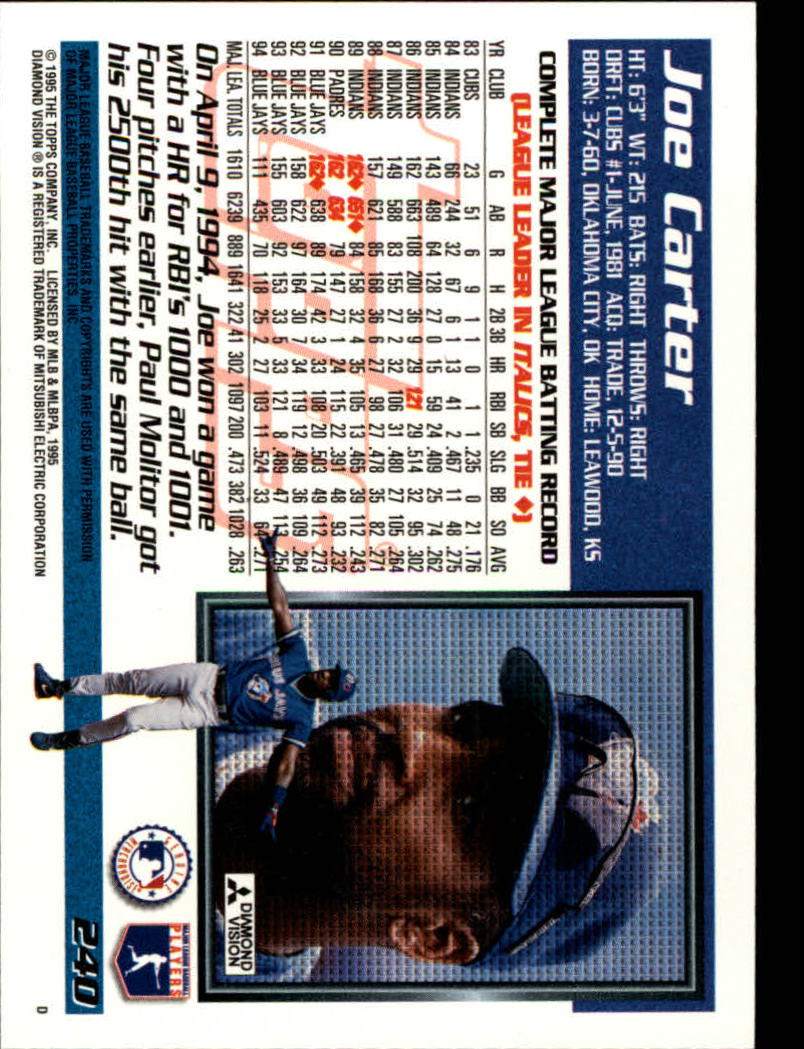 Joe Carter
HT: 6'3" WT: 215 BATS: RIGHT THROWS: RIGHT
DRFT: CUBS #1-JUNE, 1981 ACQ: TRADE, 12-5-90
BORN: 3-7-60, OKLAHOMA CITY, OK HOME: LEAWOOD, KS
COMPLETE MAJOR LEAGUE BATTING RECORD
(LEAGUE LEADER IN ITALICS, TIE ♦)
YR CLUB G AB R H 2B 3B HR RBI SB SLG BB SO AVG
83 CUBS 23 51 6 9 1 1 0 1 1 .235 0 21 .176
84 INDIANS 66 244 32 67 6 1 13 41 2 .467 11 48 .275
85 INDIANS 143 489 64 128 27 0 15 59 24 .409 25 74 .262
86 INDIANS 162 663 108 200 36 9 29 121 29 .514 32 95 .302
87 INDIANS 149 588 83 155 27 2 32 106 31 .480 27 105 .264
88 INDIANS 157 621 85 168 36 6 27 98 27 .478 35 82 .271
89 INDIANS 162♦ 651♦ 84 158 32 4 35 105 13 .465 39 112 .243
90 PADRES 162 634 79 147 27 1 24 115 22 .391 48 93 .232
91 BLUE JAYS 162♦ 638 89 174 42 3 33 108 20 .503 49 112 .273
92 BLUE JAYS 158 622 97 164 30 7 34 119 12 .498 36 109 .264
93 BLUE JAYS 155 603 92 153 33 5 33 121 8 .489 47 113 .254
94 BLUE JAYS 111 435 70 118 25 2 27 103 11 .524 33 64 .271
MAJ. LEA. TOTALS 1610 6239 889 1641 322 41 302 1097 200 .473 382 1028 .263
On April 9, 1994, Joe won a game
with a HR for RBI's 1000 and 1001.
Four pitches earlier, Paul Molitor got
his 2500th hit with the same ball.
MAJOR LEAGUE BASEBALL TRADEMARKS AND COPYRIGHTS ARE USED WITH PERMISSION
OF MAJOR LEAGUE BASEBALL PROPERTIES, INC.
© 1995 THE TOPPS COMPANY, INC. LICENSED BY MLB & MLBPA, 1995
DIAMOND VISION ® IS A REGISTERED TRADEMARK OF MITSUBISHI ELECTRIC CORPORATION
DIAMOND
VISION
GENUINE
MERCHANDISE
MAJOR LEAGUE BASEBALL
PLAYERS
240
D